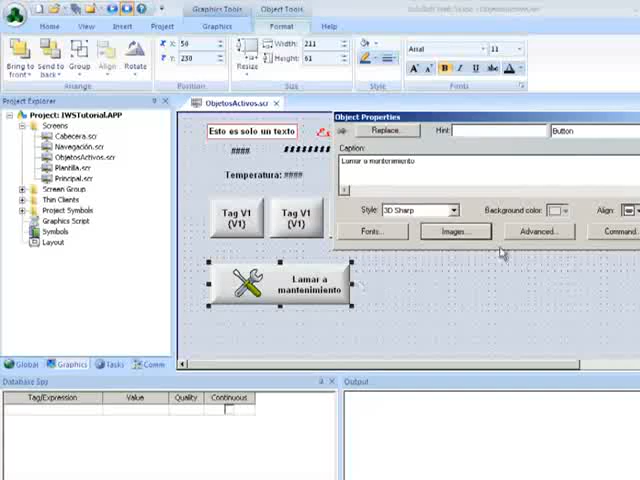 Graphics Tools
Object Tools
Home
View
Insert
Project
Graphics
Format
Bring to front
Send to back
Group
Align
Rotate
Arrange
X: 50
Y: 230
Position
Resize
Width: 211
Height: 61
Size
Arial
11
Fonts
Project Explorer
Project: IWSTutorial.APP
Screens
Cabecera.scr
Navegación.scr
ObjetosActivos.scr
Plantilla.scr
Principal.scr
Screen Group
Thin Clients
Project Symbols
Graphics Script
Symbols
Layout
Global
Graphics
Tasks
Comm
ObjetosActivos.scr
Esto es solo un texto
####
Temperatura: ####
Tag V1
(V1)
Tag V1
(V1)
Lamar a
mantenimiento
Object Properties
Replace...
Hint:
Button
Caption:
Lamar a mantenimiento
Style:
3D Sharp
Background color:
Align:
Fonts...
Images...
Advanced...
Command...
Database Spy
Tag/Expression
Value
Quality
Continuous
Output